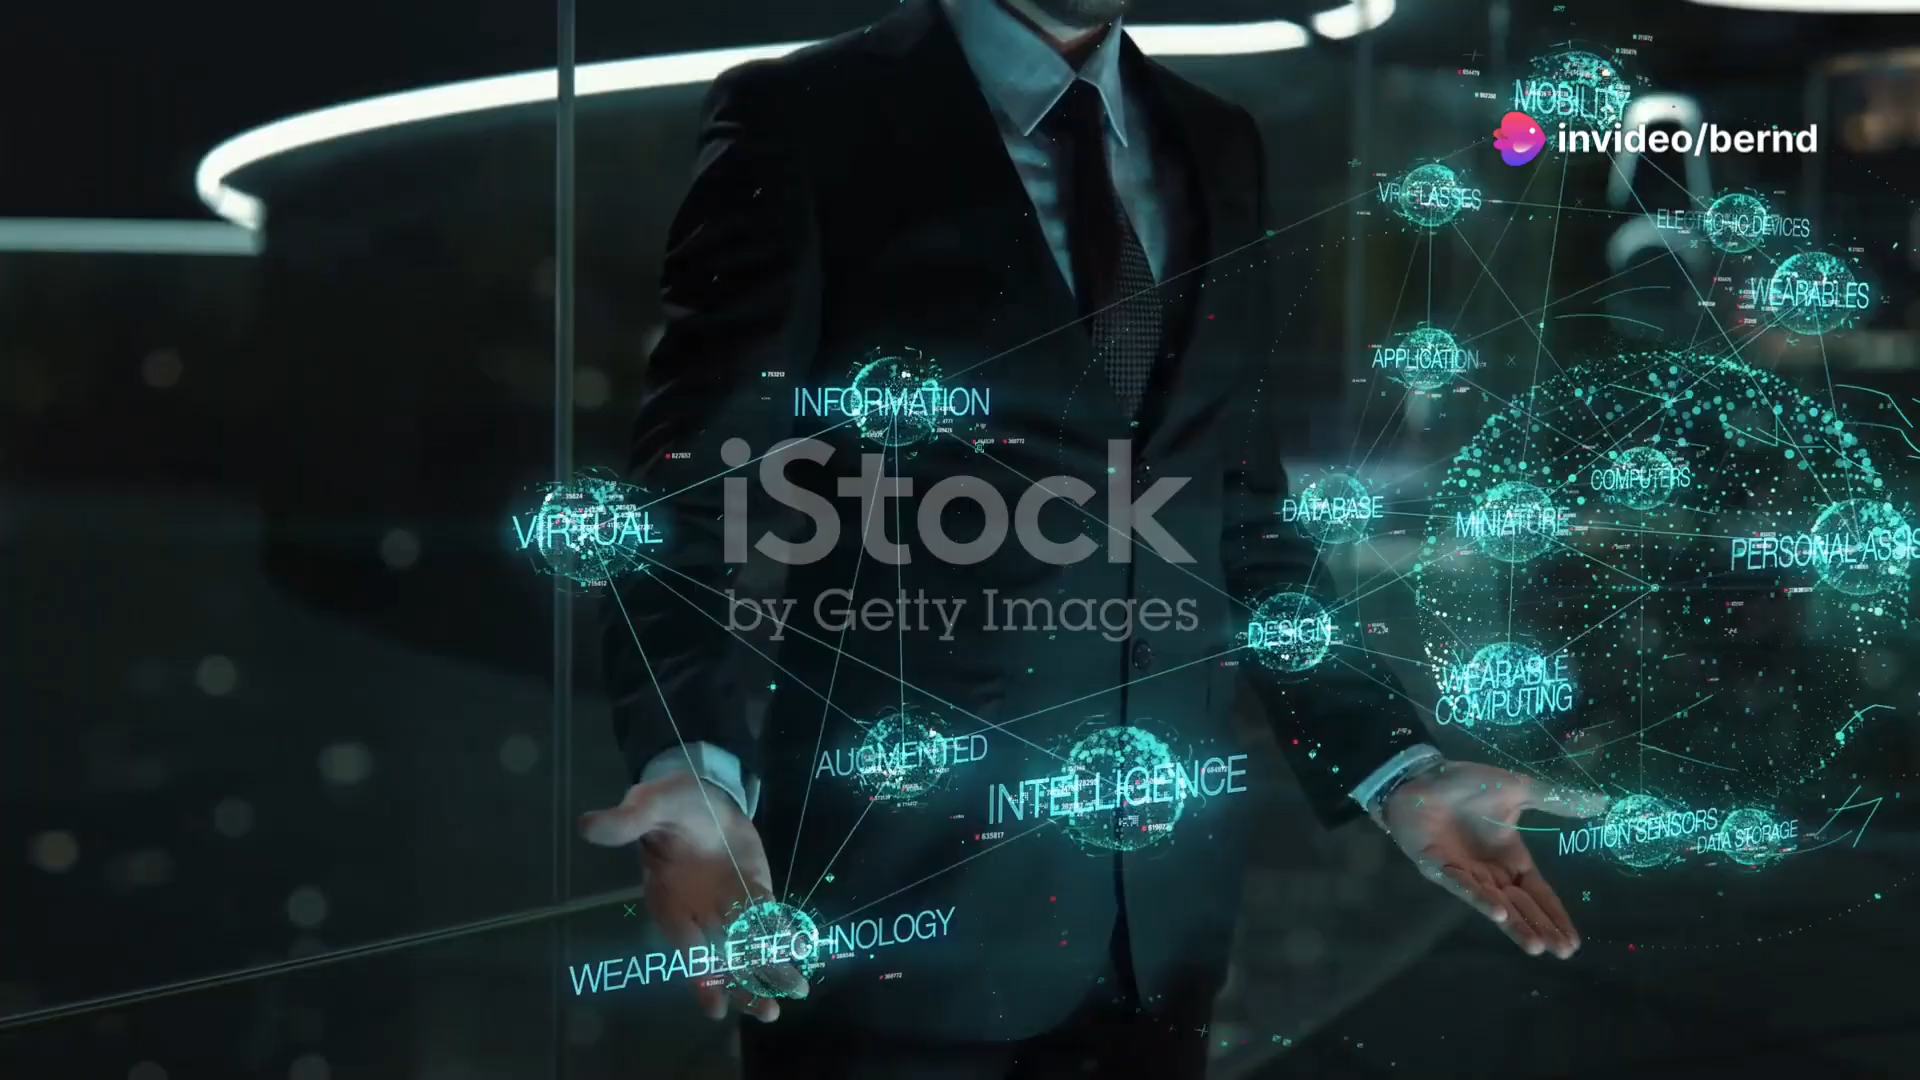 MOBILITY
invideo/bernd
VR GLASSES
ELECTRONIC DEVICES
WEARABLES
APPLICATION
INFORMATION
iStock
by Getty Images
VIRTUAL
DATABASE
COMPUTERS
MINIATURE
PERSONAL ASSIS
DESIGN
WEARABLE
COMPUTING
AUGMENTED
INTELLIGENCE
MOTION SENSORS
DATA STORAGE
WEARABLE TECHNOLOGY